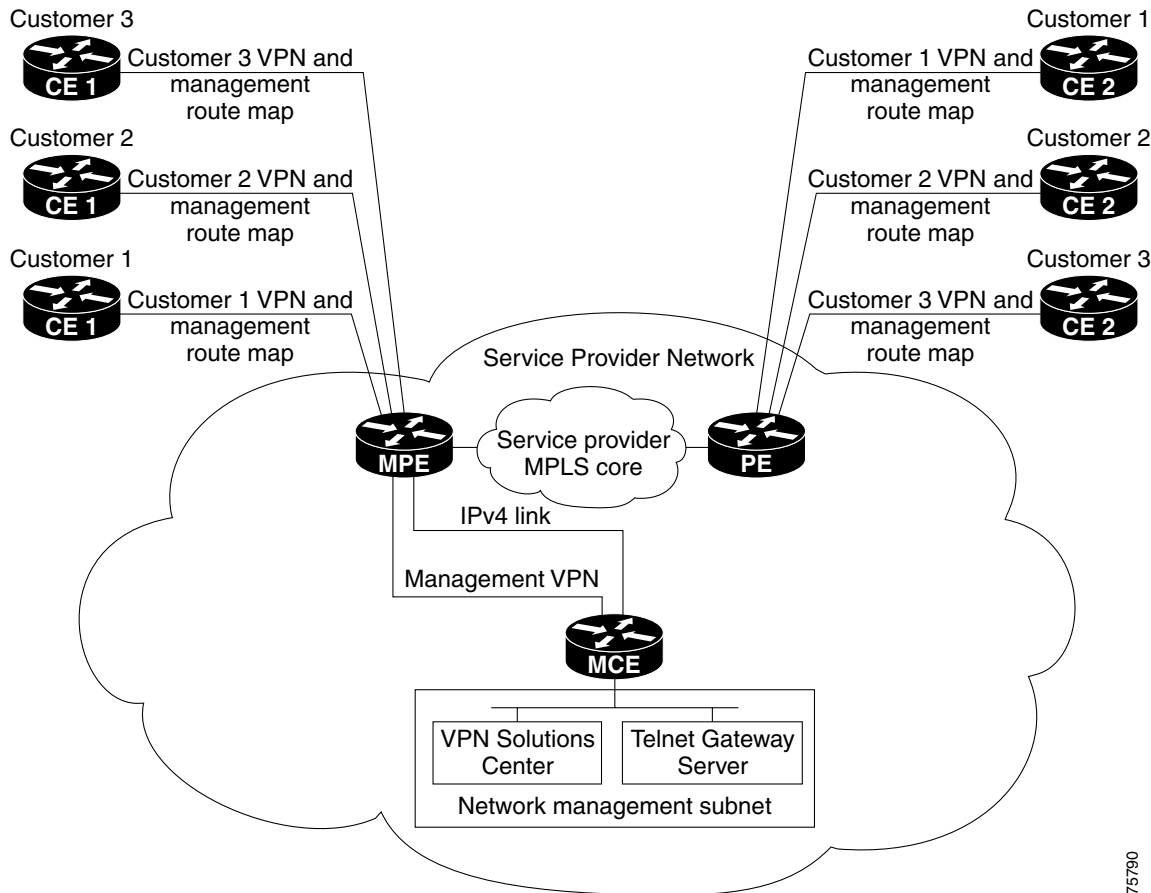 Customer 3
CE 1
Customer 3 VPN and
management
route map
Customer 2
CE 1
Customer 2 VPN and
management
route map
Customer 1
CE 1
Customer 1 VPN and
management
route map
Customer 1
CE 2
Customer 1 VPN and
management
route map
Customer 2
CE 2
Customer 2 VPN and
management
route map
Customer 3
CE 2
Customer 3 VPN and
management
route map
Service Provider Network
MPE
Service provider
MPLS core
PE
IPv4 link
Management VPN
MCE
VPN Solutions
Center
Telnet Gateway
Server
Network management subnet
75790